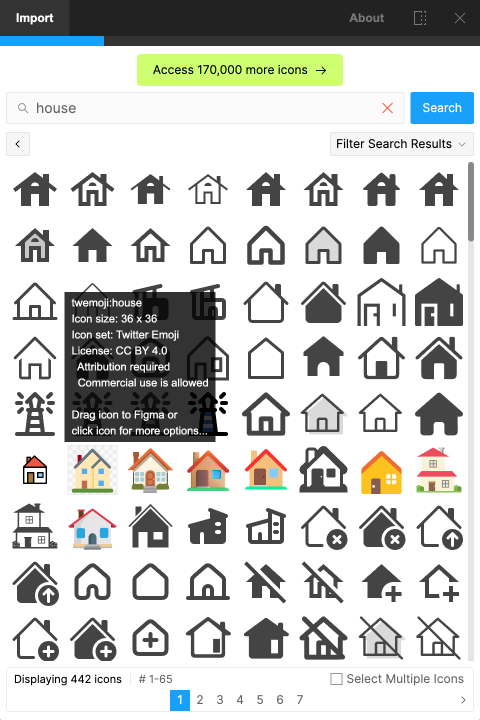 Import
About
Access 170,000 more icons →
house
Search
Filter Search Results
twemoji:house
Icon size: 36 x 36
Icon set: Twitter Emoji
License: CC BY 4.0
Attribution required
Commercial use is allowed
Drag icon to Figma or
click icon for more options...
Displaying 442 icons
# 1-65
Select Multiple Icons
1 2 3 4 5 6 7